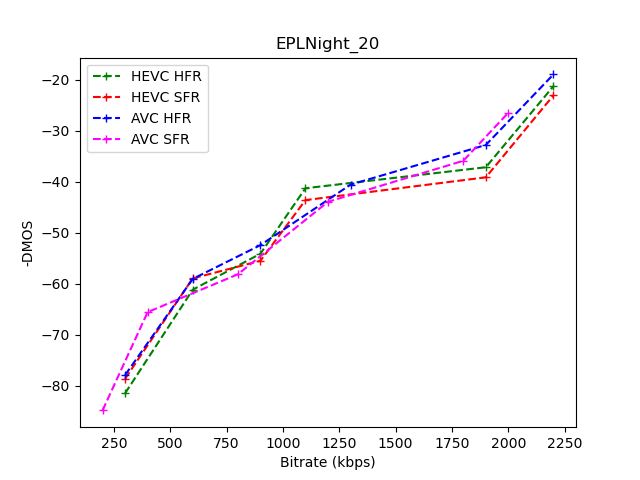 EPLNight_20
HEVC HFR
HEVC SFR
AVC HFR
AVC SFR
-DMOS
−20
−30
−40
−50
−60
−70
−80
250 500 750 1000 1250 1500 1750 2000 2250
Bitrate (kbps)